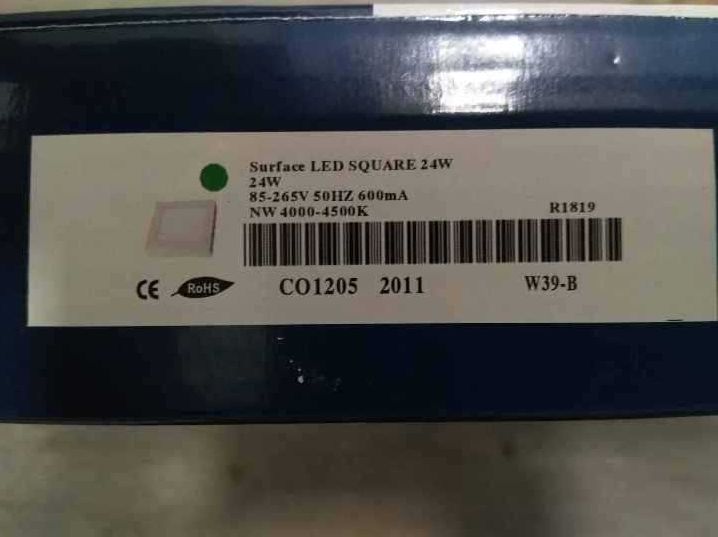 Surface LED SQUARE 24W
24W
85-265V 50HZ 600mA
NW 4000-4500K
R1819
CE RoHS
CO1205 2011
W39-B